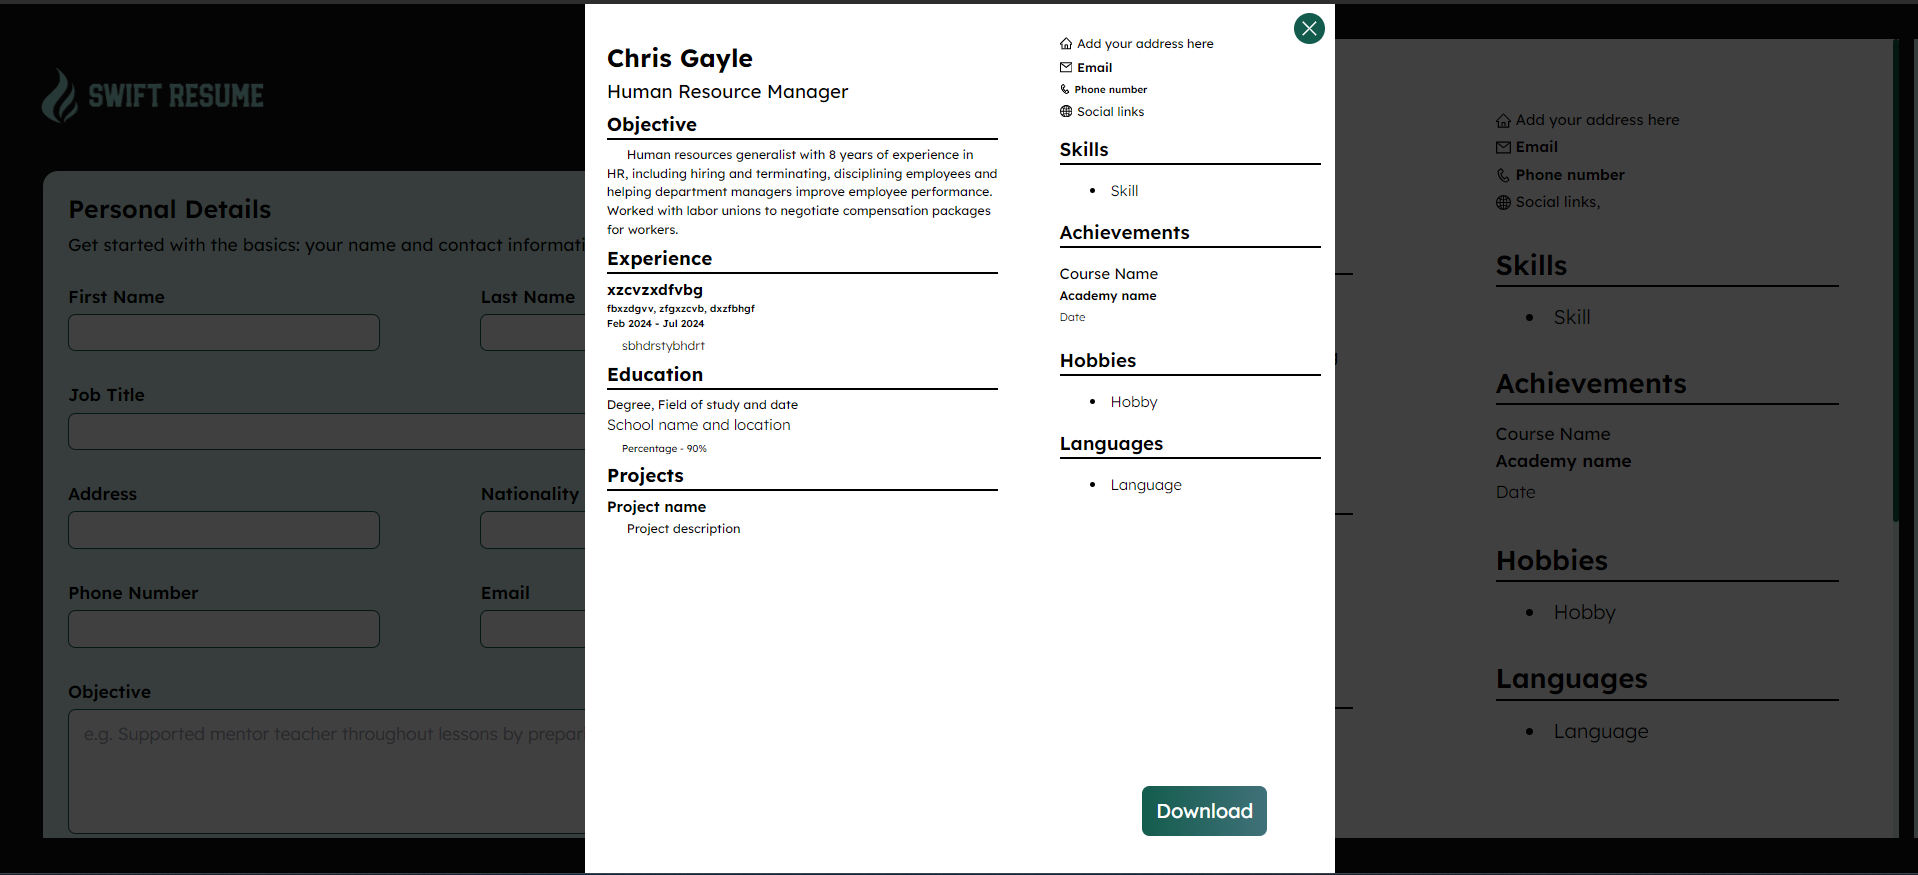 SWIFT RESUME
Personal Details
Get started with the basics: your name and contact informati
First Name
Last Name
Job Title
Address
Nationality
Phone Number
Email
Objective
e.g. Supported mentor teacher throughout lessons by prepar
Chris Gayle
Human Resource Manager
Objective
Human resources generalist with 8 years of experience in
HR, including hiring and terminating, disciplining employees and
helping department managers improve employee performance.
Worked with labor unions to negotiate compensation packages
for workers.
Experience
xzcvzxdfvbg
fbxzdgvv, zfgxzcvb, dxzfbhgf
Feb 2024 - Jul 2024
sbhdrstybhdrt
Education
Degree, Field of study and date
School name and location
Percentage - 90%
Projects
Project name
Project description
Add your address here
Email
Phone number
Social links
Skills
• Skill
Achievements
Course Name
Academy name
Date
Hobbies
• Hobby
Languages
• Language
Download
Add your address here
Email
Phone number
Social links,
Skills
• Skill
Achievements
Course Name
Academy name
Date
Hobbies
• Hobby
Languages
• Language